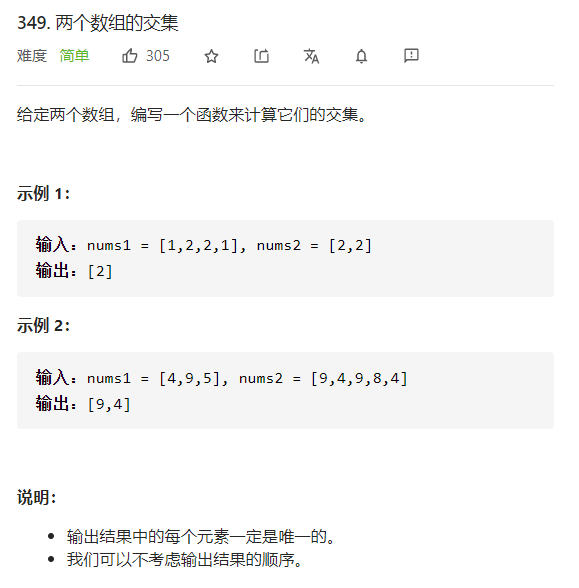 349. 两个数组的交集
难度 简单 305
给定两个数组，编写一个函数来计算它们的交集。
示例 1：
输入：nums1 = [1,2,2,1], nums2 = [2,2]
输出：[2]
示例 2：
输入：nums1 = [4,9,5], nums2 = [9,4,9,8,4]
输出：[9,4]
说明：
输出结果中的每个元素一定是唯一的。
我们可以不考虑输出结果的顺序。